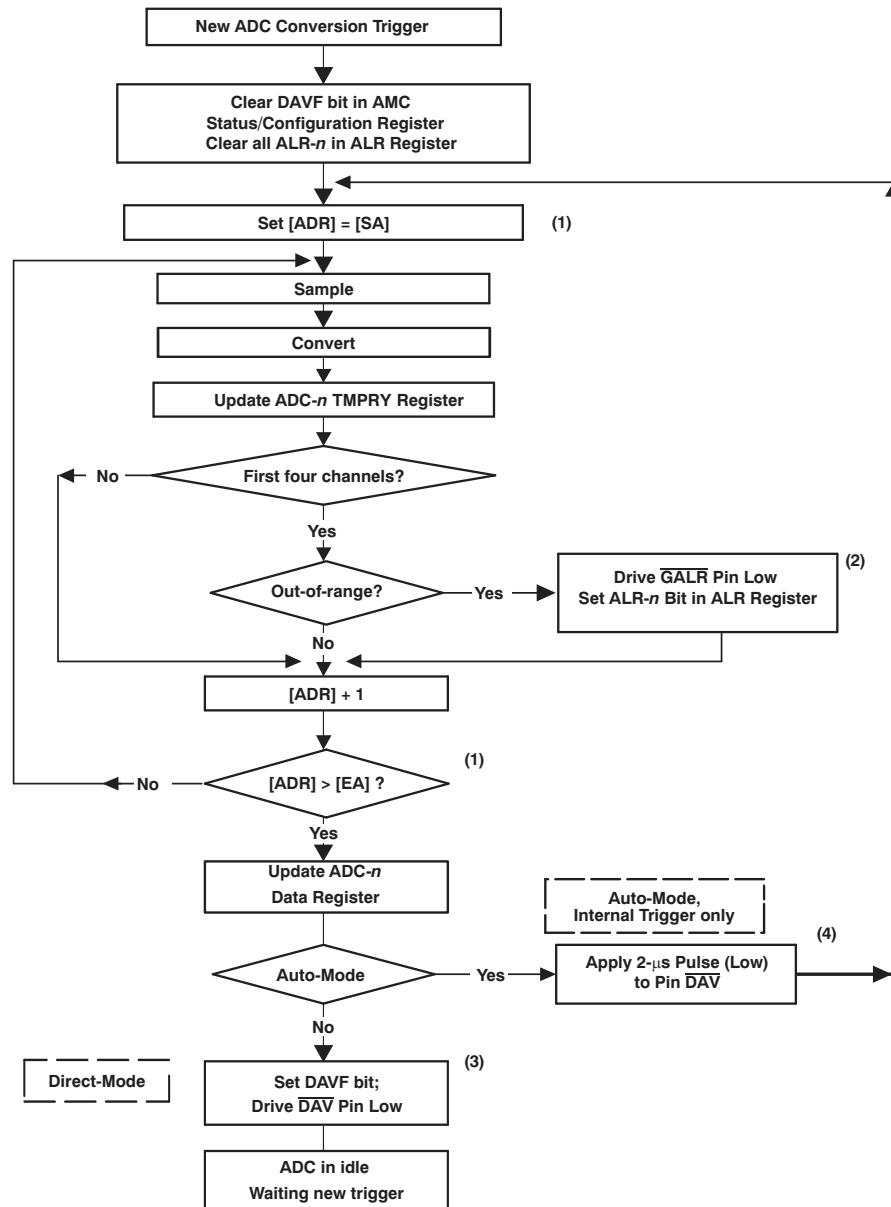 New ADC Conversion Trigger
Clear DAVF bit in AMC
Status/Configuration Register
Clear all ALR-n in ALR Register
Set [ADR] = [SA]
(1)
Sample
Convert
Update ADC-n TMPRY Register
First four channels?
No
Yes
Out-of-range?
Yes
(2)
Drive G̅A̅L̅R̅ Pin Low
Set ALR-n Bit in ALR Register
No
[ADR] + 1
(1)
[ADR] > [EA] ?
No
Yes
Update ADC-n
Data Register
Auto-Mode,
Internal Trigger only
(4)
Auto-Mode
Yes
Apply 2-μs Pulse (Low)
to Pin D̅A̅V̅
No
(3)
Direct-Mode
Set DAVF bit;
Drive D̅A̅V̅ Pin Low
ADC in idle
Waiting new trigger